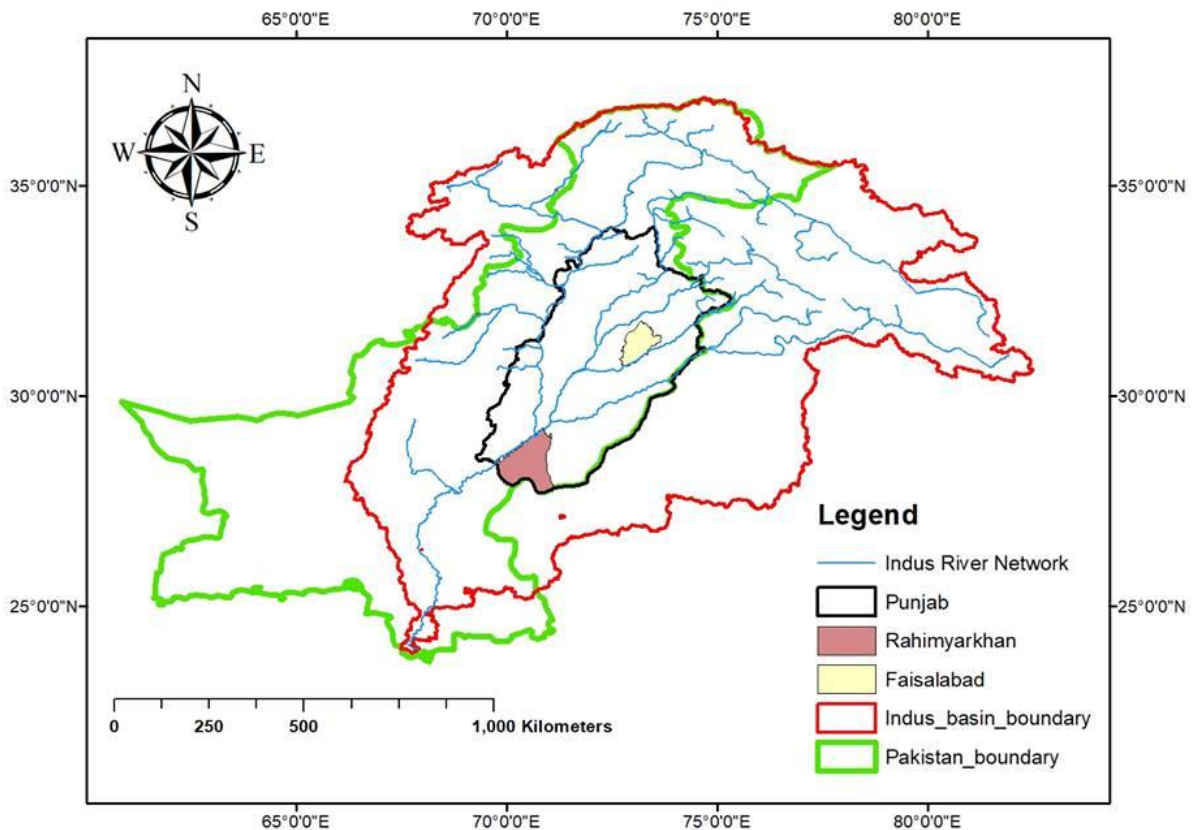 65°0'0"E 70°0'0"E 75°0'0"E 80°0'0"E
N
W E
S
35°0'0"N 35°0'0"N
30°0'0"N 30°0'0"N
25°0'0"N 25°0'0"N
Legend
Indus River Network
Punjab
Rahimyarkhan
Faisalabad
Indus_basin_boundary
Pakistan_boundary
0 250 500 1,000 Kilometers
65°0'0"E 70°0'0"E 75°0'0"E 80°0'0"E